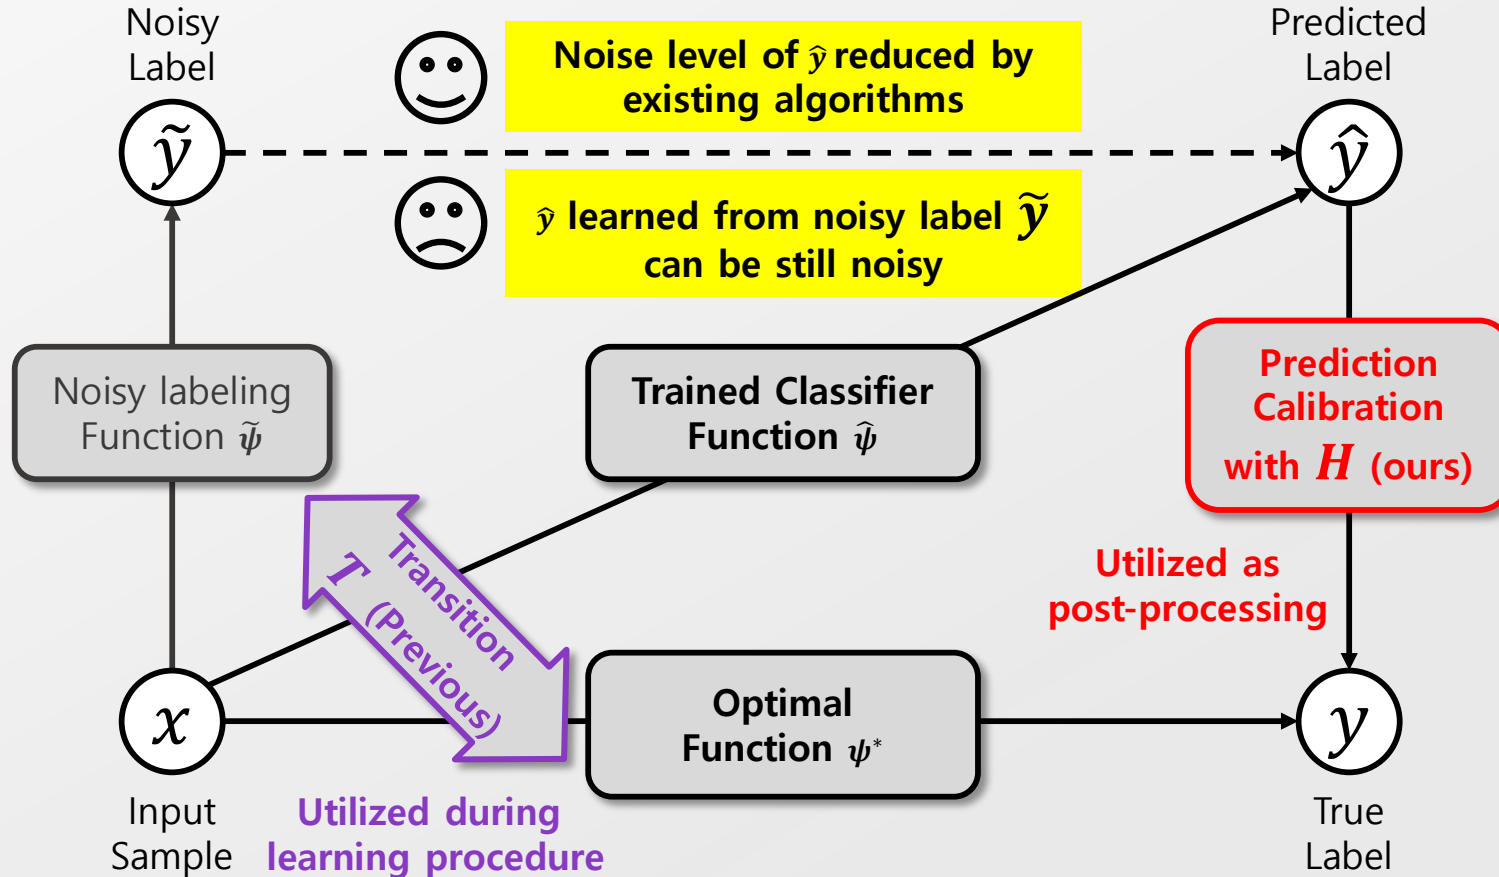 Noisy
Label
ỹ
Noise level of ŷ reduced by
existing algorithms
ŷ learned from noisy label ỹ
can be still noisy
Predicted
Label
ŷ
Noisy labeling
Function ψ̃
Trained Classifier
Function ψ̂
Prediction
Calibration
with H (ours)
Transition
T (Previous)
Utilized as
post-processing
x
Optimal
Function ψ*
y
Input
Sample
Utilized during
learning procedure
True
Label